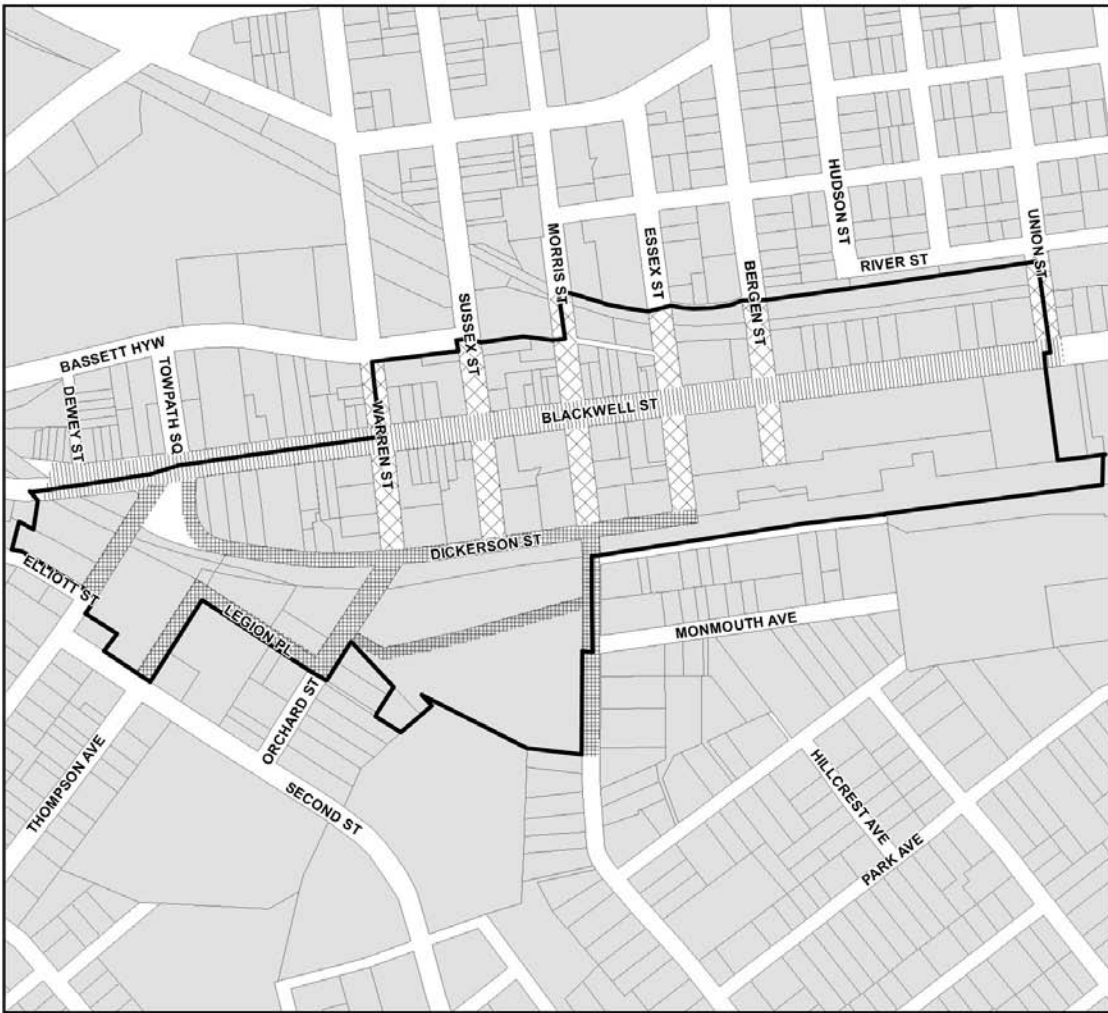 HUDSON ST
UNION ST
MORRIS ST
ESSEX ST
RIVER ST
BERGEN ST
SUSSEX ST
BASSETT HYW
TOWPATH SQ
DEWEY ST
WARREN ST
BLACKWELL ST
DICKERSON ST
ELLIOTT ST
LEGION PL
MONMOUTH AVE
ORCHARD ST
THOMPSON AVE
SECOND ST
HILLCREST AVE
PARK AVE